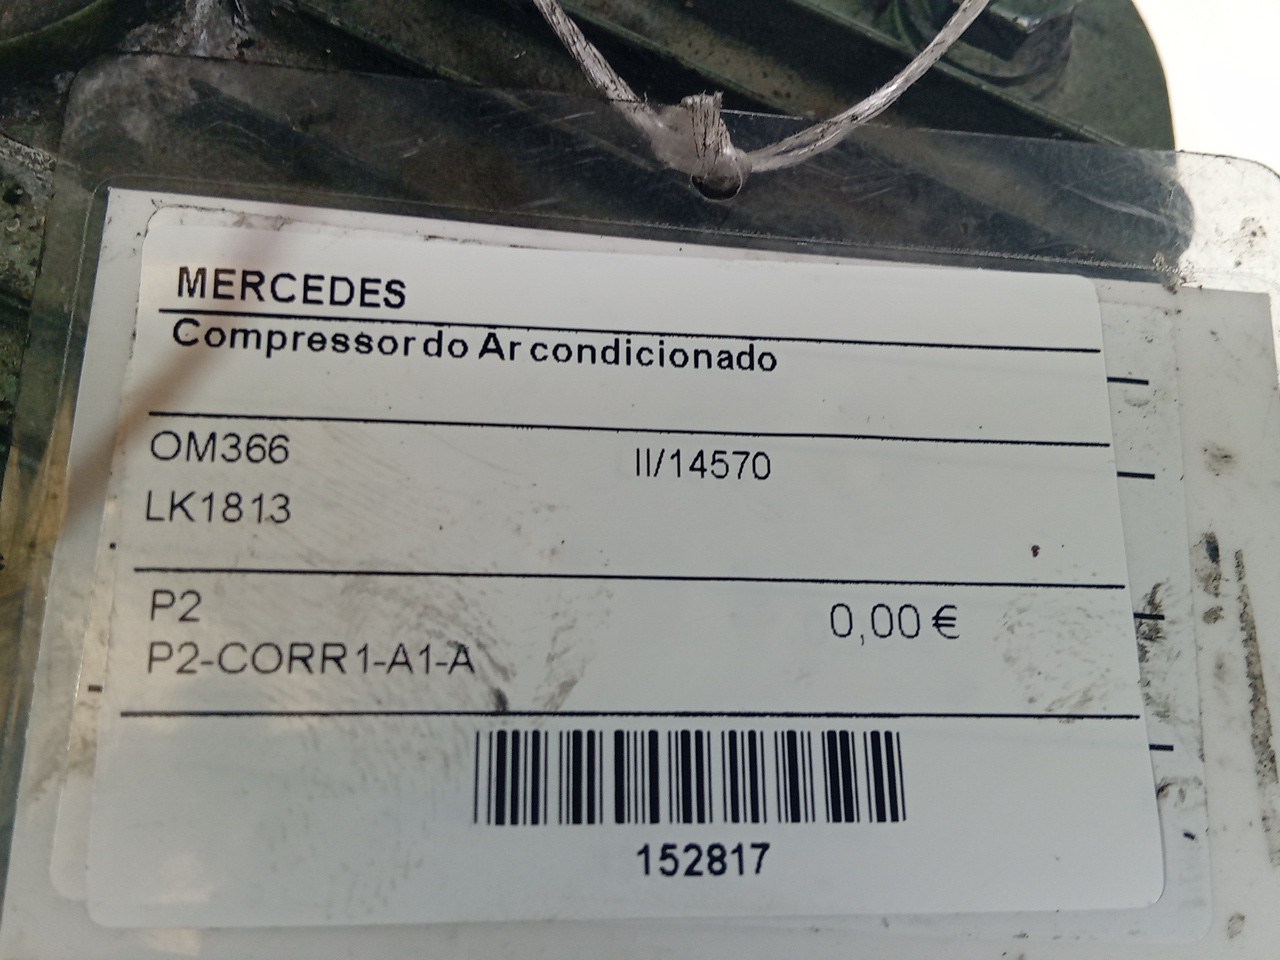 MERCEDES
Compressor do Ar condicionado
OM366 II/14570
LK1813
P2 0,00 €
P2-CORR1-A1-A
152817